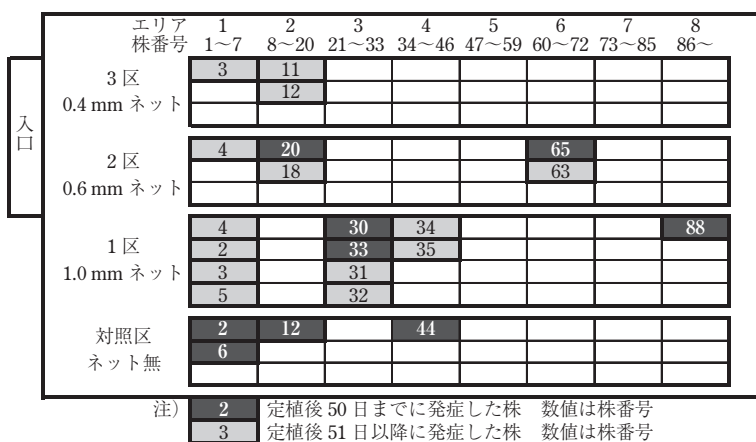 エリア 1 2 3 4 5 6 7 8
株番号 1～7 8～20 21～33 34～46 47～59 60～72 73～85 86～
入口
3区
0.4 mm ネット
3 11
12
2区
0.6 mm ネット
4 20 65
18 63
1区
1.0 mm ネット
4 30 34 88
2 33 35
3 31
5 32
対照区
ネット無
2 12 44
6
注） 2 定植後 50 日までに発症した株 数値は株番号
3 定植後 51 日以降に発症した株 数値は株番号